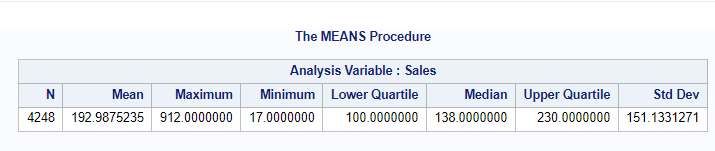 The MEANS Procedure
Analysis Variable : Sales
N Mean Maximum Minimum Lower Quartile Median Upper Quartile Std Dev
4248 192.9875235 912.0000000 17.0000000 100.0000000 138.0000000 230.0000000 151.1331271